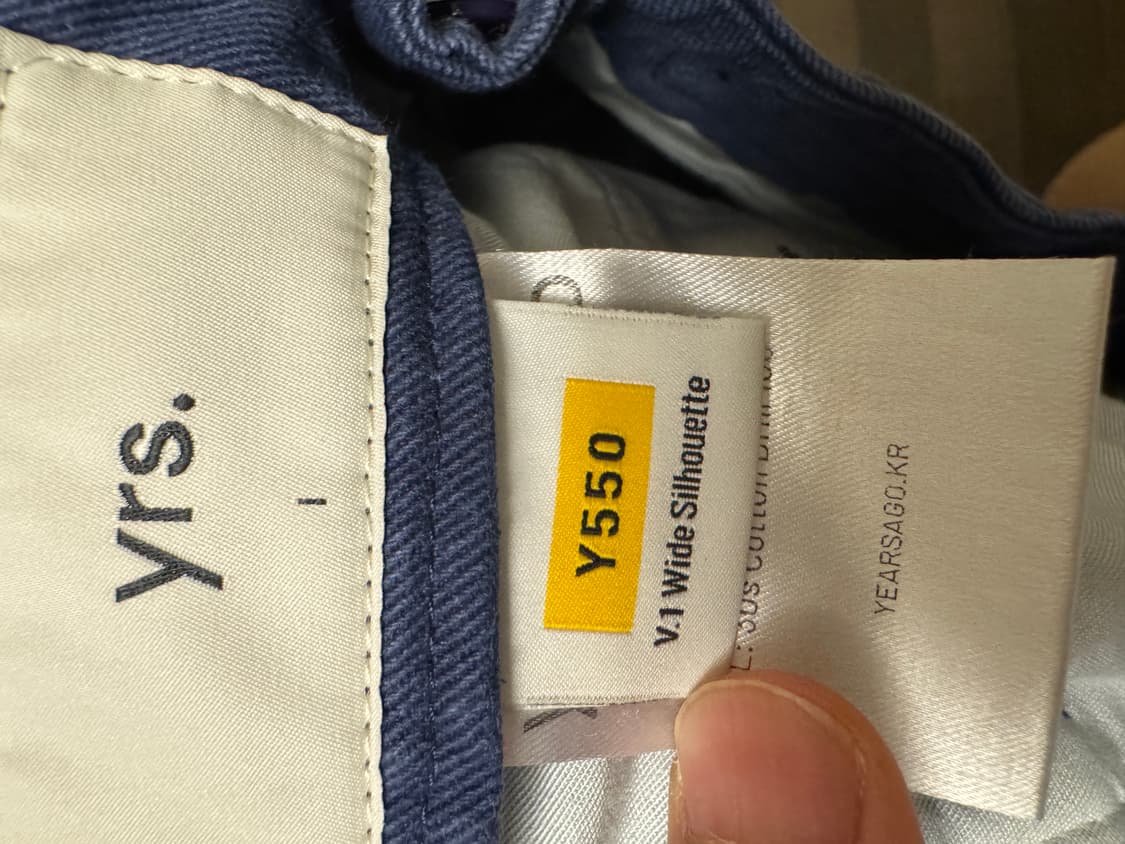 yrs.
Y550
V.1 Wide Silhouette
YEARSAGO.KR